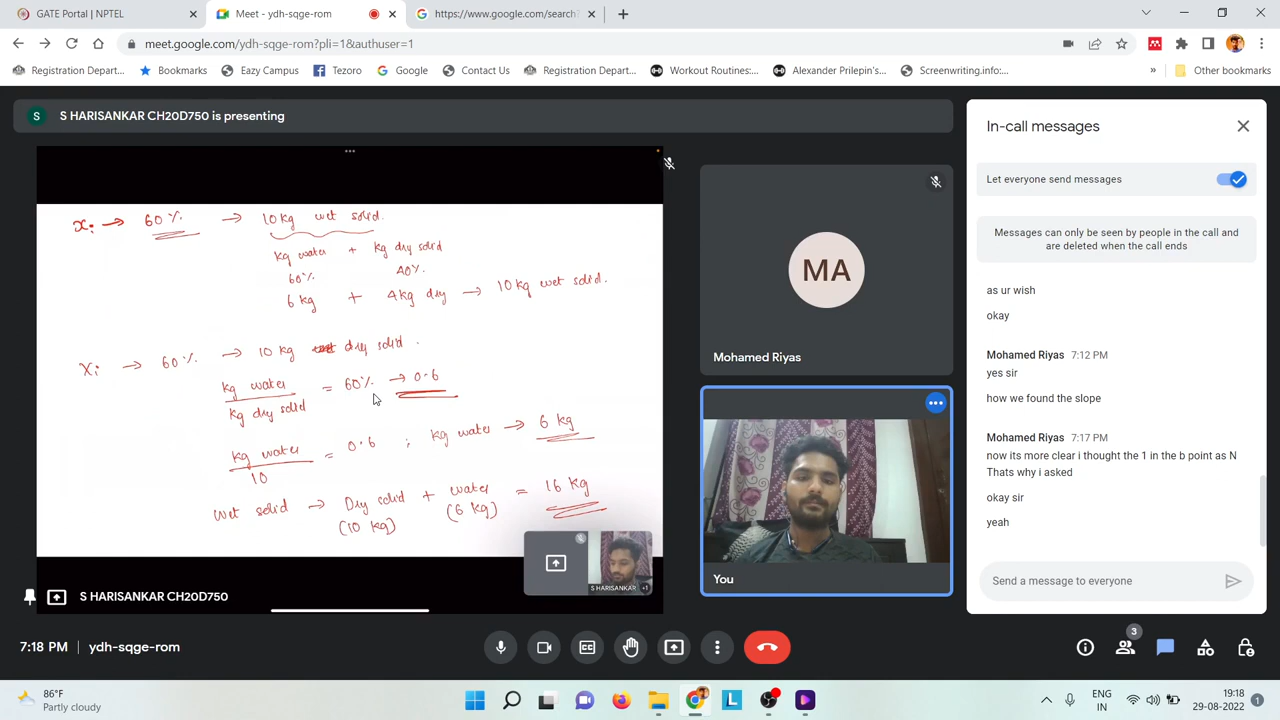 GATE Portal | NPTEL
Meet - ydh-sqge-rom
https://www.google.com/search?
meet.google.com/ydh-sqge-rom?pli=1&authuser=1
Registration Depart...
Bookmarks
Eazy Campus
Tezoro
Google
Contact Us
Registration Depart...
Workout Routines:...
Alexander Prilepin's...
Screenwriting.info:...
»
Other bookmarks
S
S HARISANKAR CH20D750 is presenting
xi → 60% → 10kg wet solid.
kg water + kg dry solid
60% 40%.
6 kg + 4kg dry → 10kg wet solid.
Xi → 60% → 10 kg dry solid.
kg water / kg dry solid = 60% → 0.6
kg water / 10 = 0.6 ; kg water → 6 kg
Wet solid → Dry solid + water = 16 kg
(10 kg) (6 kg)
S HARISANKAR +1
S HARISANKAR CH20D750
MA
Mohamed Riyas
You
In-call messages
Let everyone send messages
Messages can only be seen by people in the call and
are deleted when the call ends
as ur wish
okay
Mohamed Riyas 7:12 PM
yes sir
how we found the slope
Mohamed Riyas 7:17 PM
now its more clear i thought the 1 in the b point as N
Thats why i asked
okay sir
yeah
Send a message to everyone
7:18 PM | ydh-sqge-rom
3
86°F
Partly cloudy
L
ENG
IN
19:18
29-08-2022
1